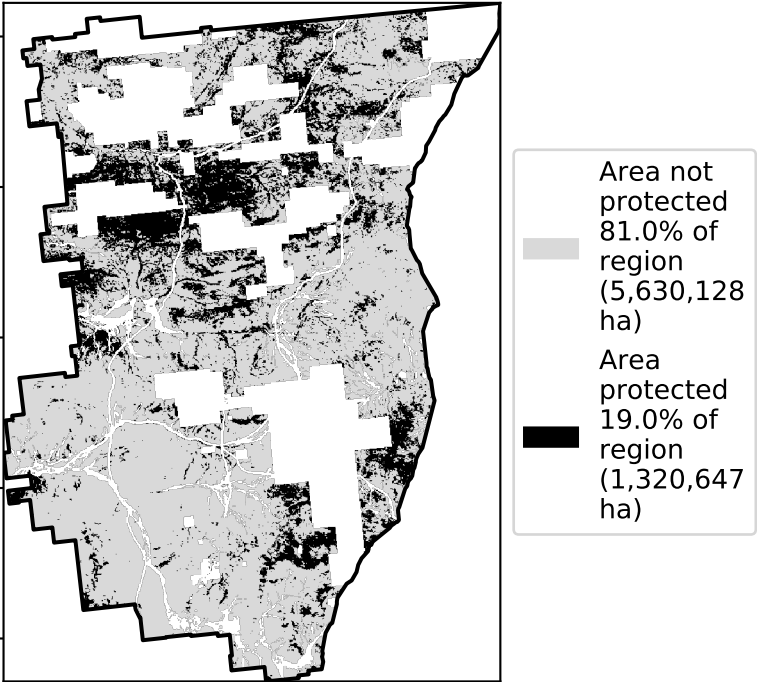 Area not
protected
81.0% of
region
(5,630,128
ha)
Area
protected
19.0% of
region
(1,320,647
ha)